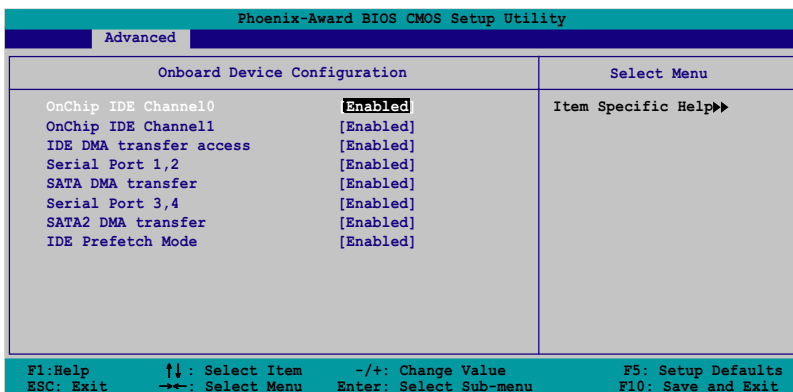 Phoenix-Award BIOS CMOS Setup Utility
Advanced
Onboard Device Configuration
Select Menu
OnChip IDE Channel0 [Enabled]
Item Specific Help▶▶
OnChip IDE Channel1 [Enabled]
IDE DMA transfer access [Enabled]
Serial Port 1,2 [Enabled]
SATA DMA transfer [Enabled]
Serial Port 3,4 [Enabled]
SATA2 DMA transfer [Enabled]
IDE Prefetch Mode [Enabled]
F1:Help ↑↓: Select Item -/+: Change Value F5: Setup Defaults
ESC: Exit →←: Select Menu Enter: Select Sub-menu F10: Save and Exit